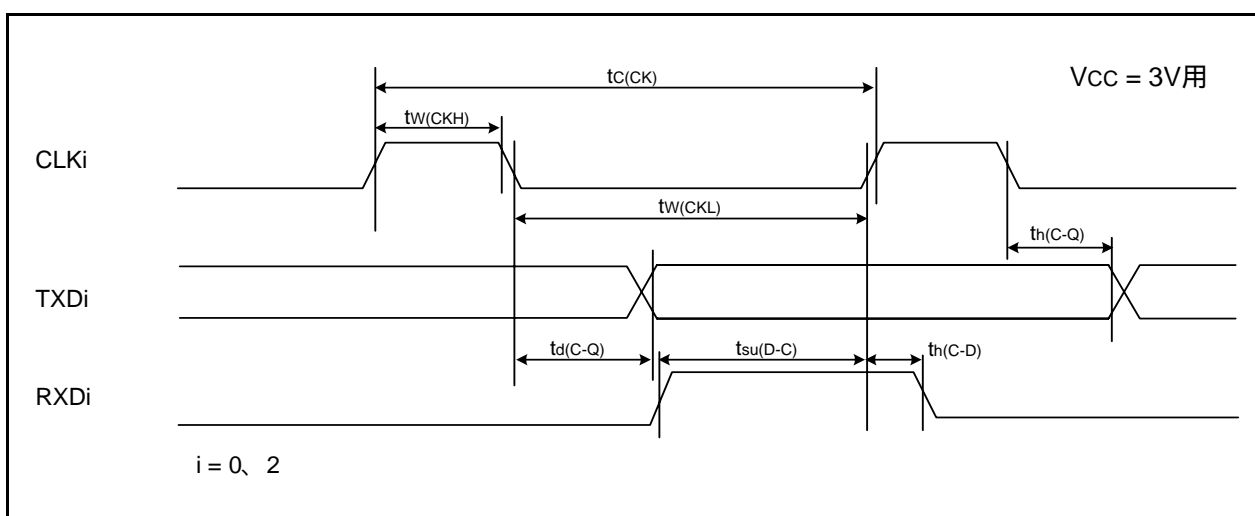 tC(CK)
VCC = 3V用
tW(CKH)
CLKi
tW(CKL)
th(C-Q)
TXDi
td(C-Q)
tsu(D-C)
th(C-D)
RXDi
i = 0、 2